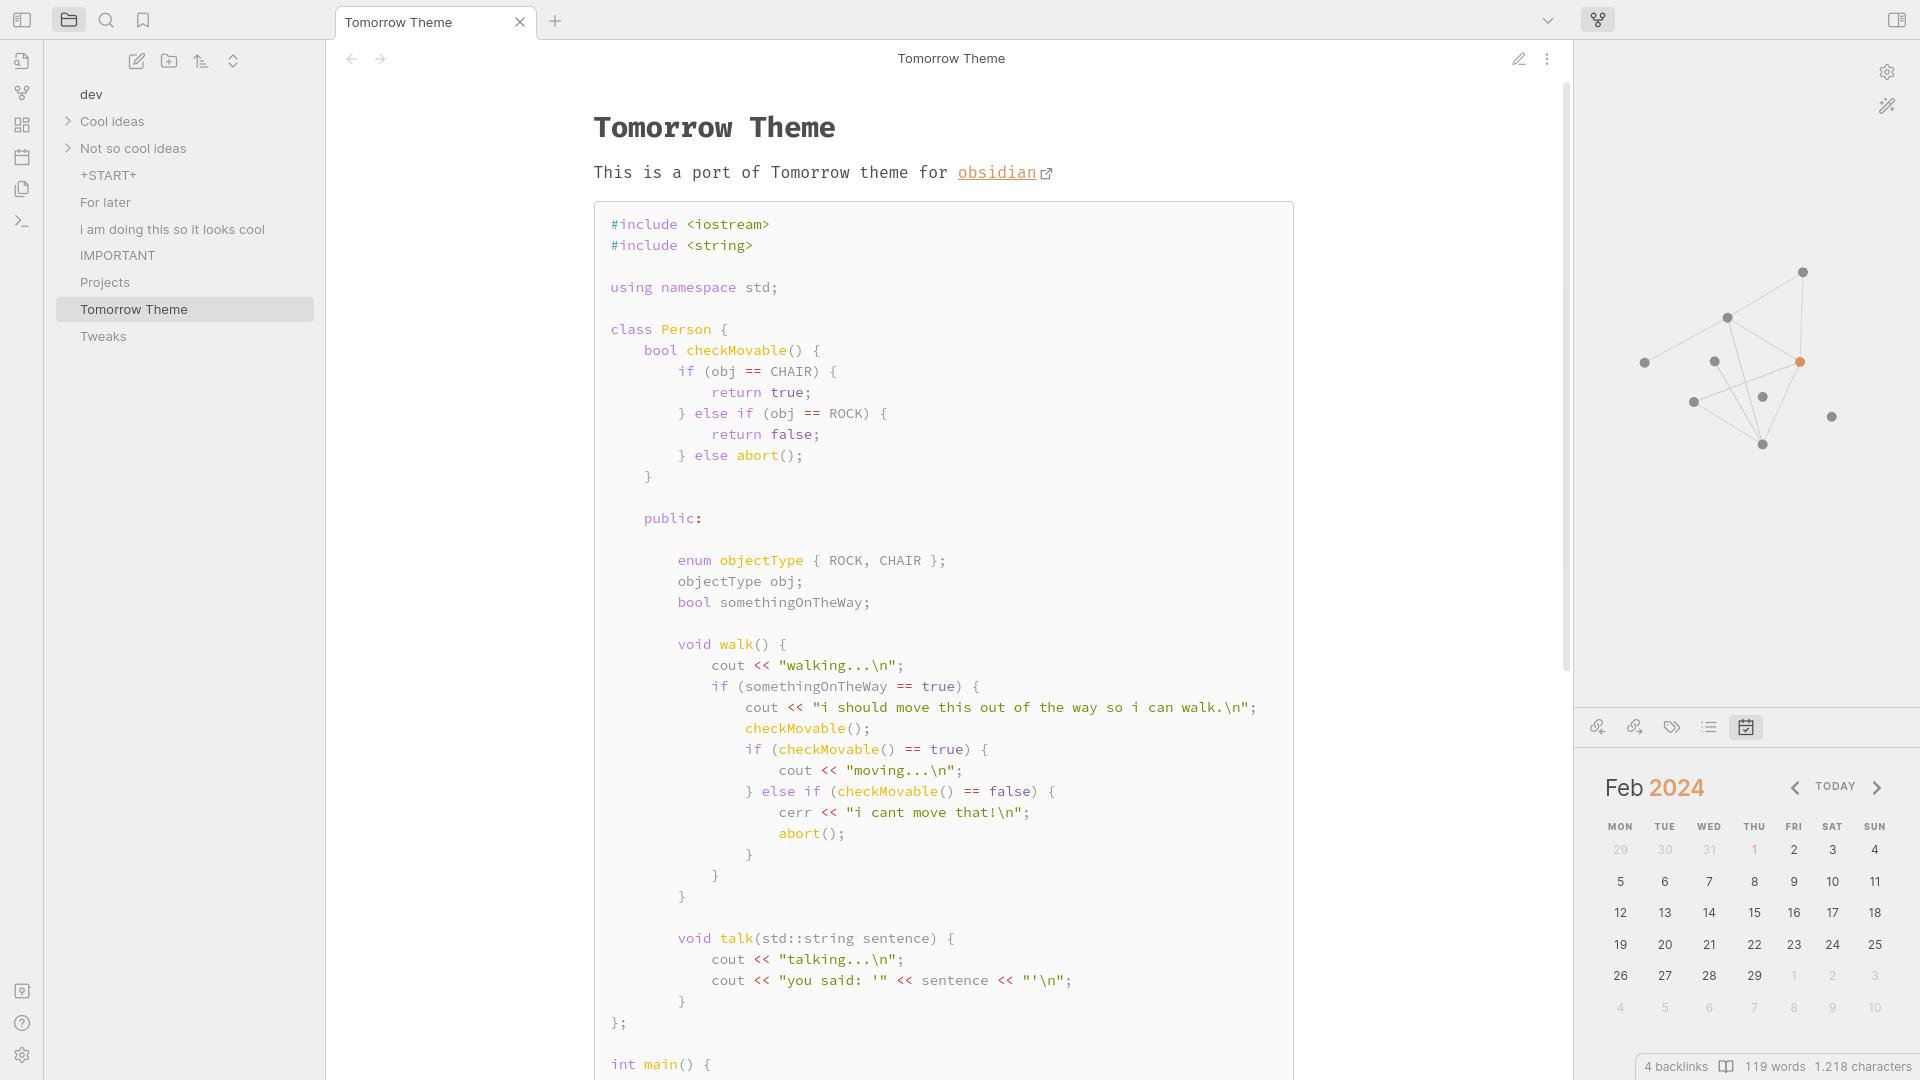 Tomorrow Theme
Tomorrow Theme
dev
Cool ideas
Not so cool ideas
+START+
For later
i am doing this so it looks cool
IMPORTANT
Projects
Tomorrow Theme
Tweaks
Tomorrow Theme
This is a port of Tomorrow theme for obsidian
#include <iostream>
#include <string>

using namespace std;

class Person {
    bool checkMovable() {
        if (obj == CHAIR) {
            return true;
        } else if (obj == ROCK) {
            return false;
        } else abort();
    }

    public:

        enum objectType { ROCK, CHAIR };
        objectType obj;
        bool somethingOnTheWay;

        void walk() {
            cout << "walking...\n";
            if (somethingOnTheWay == true) {
                cout << "i should move this out of the way so i can walk.\n";
                checkMovable();
                if (checkMovable() == true) {
                    cout << "moving...\n";
                } else if (checkMovable() == false) {
                    cerr << "i cant move that!\n";
                    abort();
                }
            }
        }

        void talk(std::string sentence) {
            cout << "talking...\n";
            cout << "you said: '" << sentence << "'\n";
        }
};

int main() {
Feb 2024
TODAY
MON TUE WED THU FRI SAT SUN
29 30 31 1 2 3 4
5 6 7 8 9 10 11
12 13 14 15 16 17 18
19 20 21 22 23 24 25
26 27 28 29 1 2 3
4 5 6 7 8 9 10
4 backlinks 119 words 1.218 characters